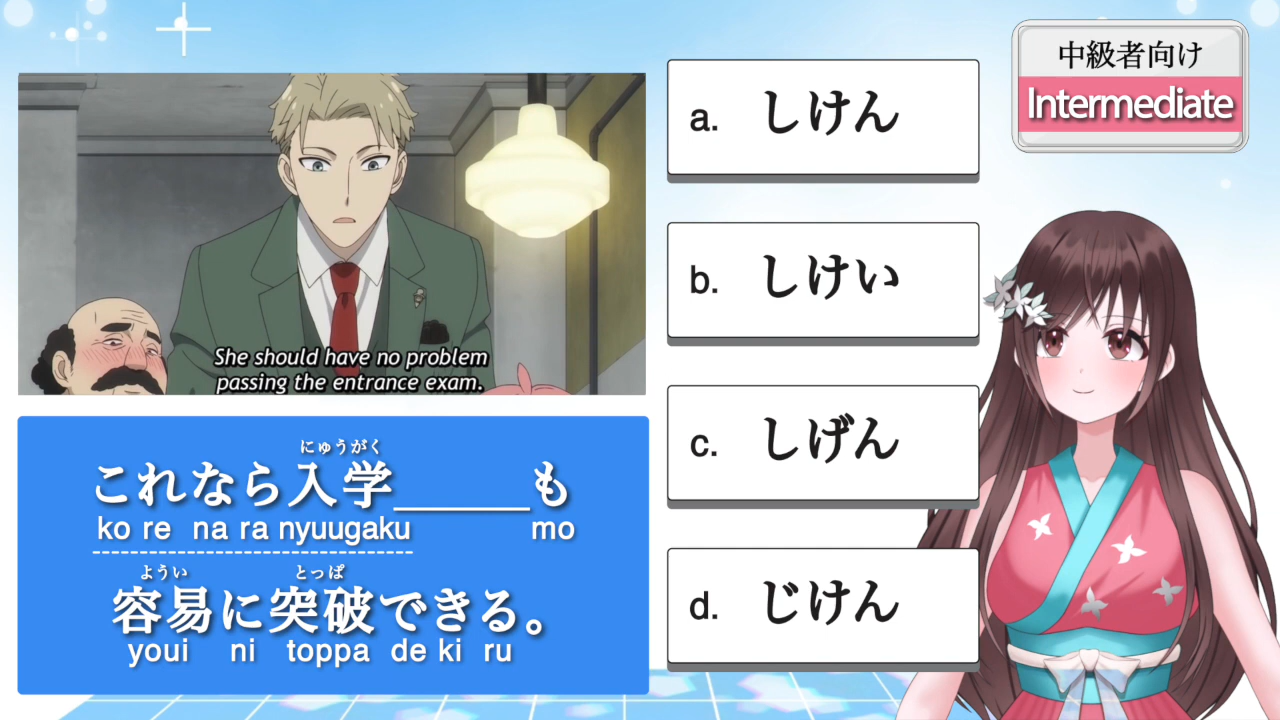 She should have no problem
passing the entrance exam.
にゅうがく
これなら入学______も
ko re na ra nyuugaku mo
ようい とっぱ
容易に突破できる。
youi ni toppa de ki ru
a. しけん
b. しけい
c. しげん
d. じけん
中級者向け
Intermediate